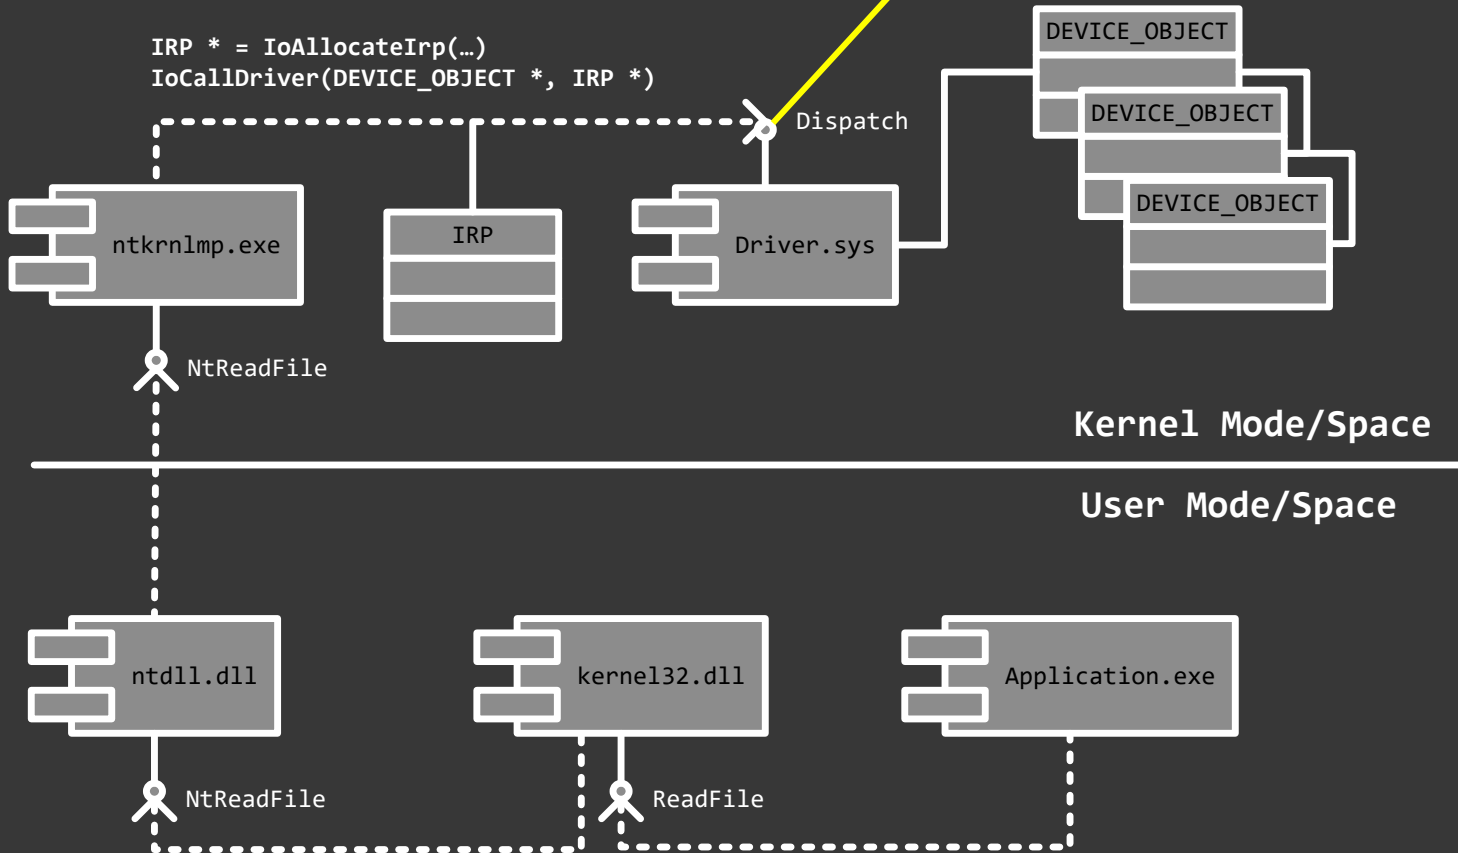 IRP * = IoAllocateIrp(…)
IoCallDriver(DEVICE_OBJECT *, IRP *)
DEVICE_OBJECT
DEVICE_OBJECT
DEVICE_OBJECT
Dispatch
ntkrnlmp.exe
IRP
Driver.sys
NtReadFile
Kernel Mode/Space
User Mode/Space
ntdll.dll
kernel32.dll
Application.exe
NtReadFile
ReadFile